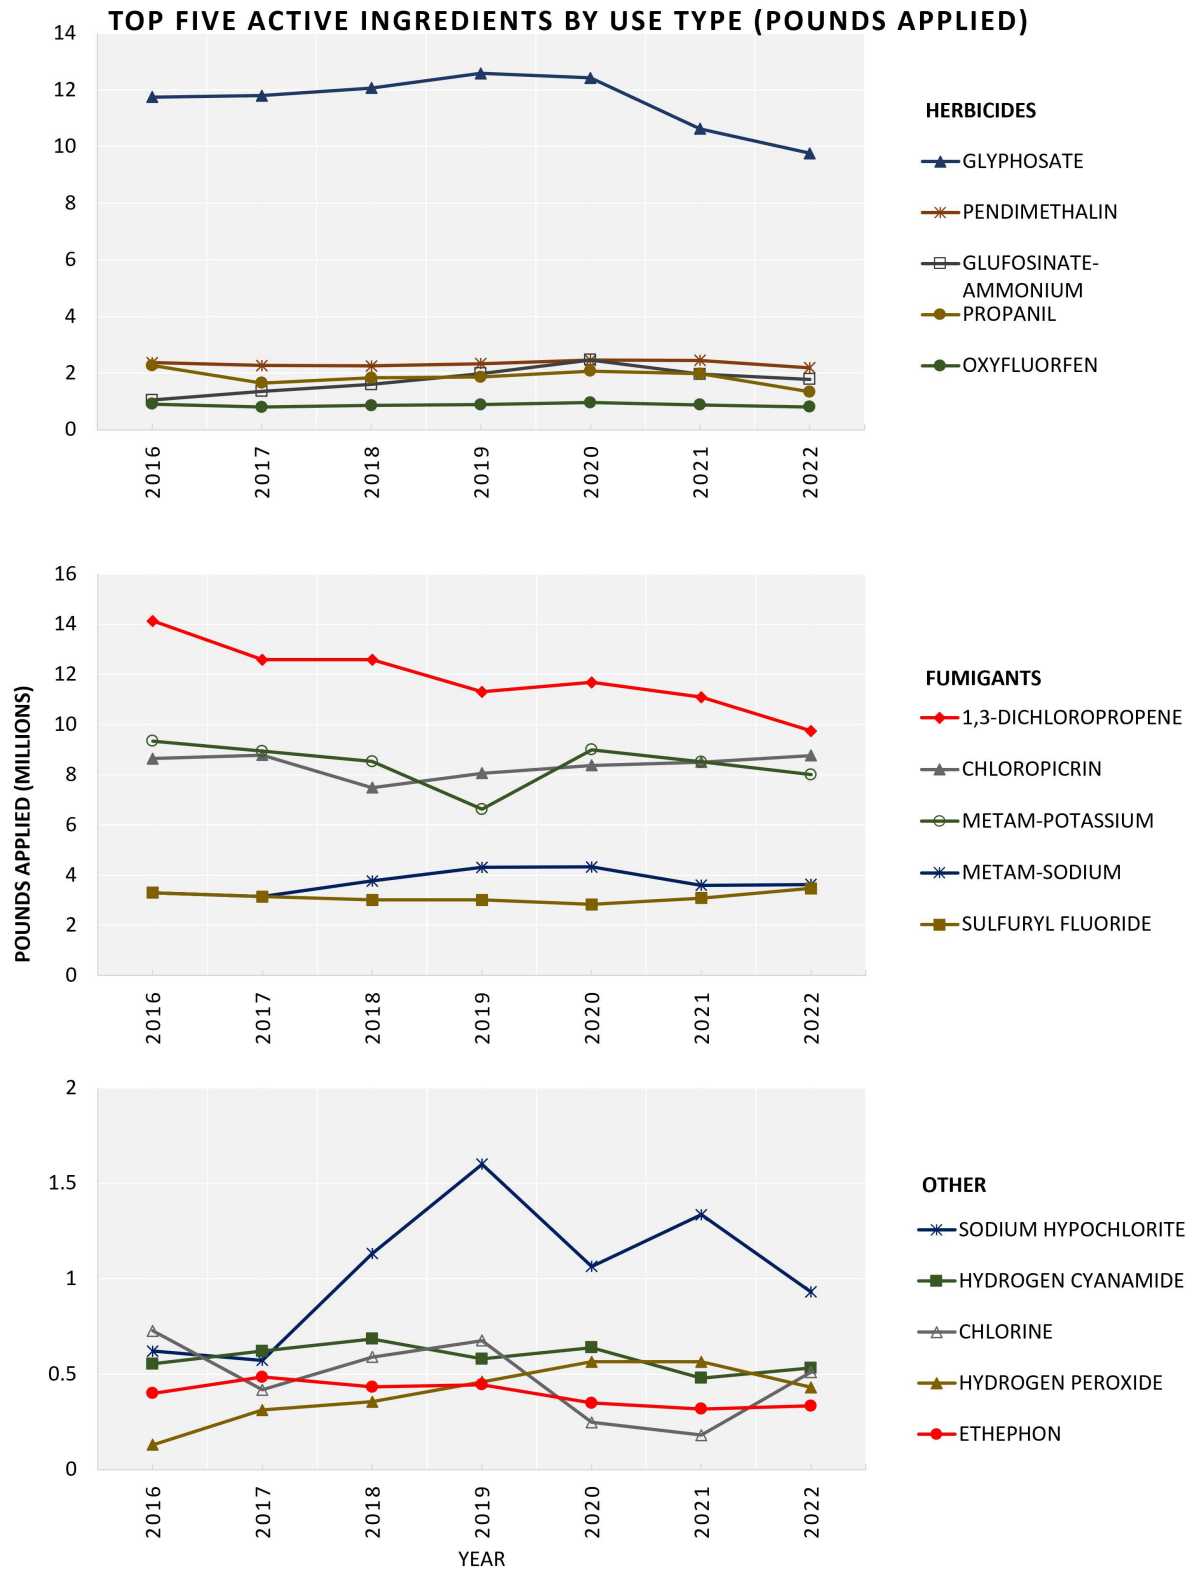 TOP FIVE ACTIVE INGREDIENTS BY USE TYPE (POUNDS APPLIED)
14
12
10
8
6
4
2
0
2016
2017
2018
2019
2020
2021
2022
HERBICIDES
GLYPHOSATE
PENDIMETHALIN
GLUFOSINATE-
AMMONIUM
PROPANIL
OXYFLUORFEN
POUNDS APPLIED (MILLIONS)
16
14
12
10
8
6
4
2
0
2016
2017
2018
2019
2020
2021
2022
FUMIGANTS
1,3-DICHLOROPROPENE
CHLOROPICRIN
METAM-POTASSIUM
METAM-SODIUM
SULFURYL FLUORIDE
2
1.5
1
0.5
0
2016
2017
2018
2019
2020
2021
2022
YEAR
OTHER
SODIUM HYPOCHLORITE
HYDROGEN CYANAMIDE
CHLORINE
HYDROGEN PEROXIDE
ETHEPHON